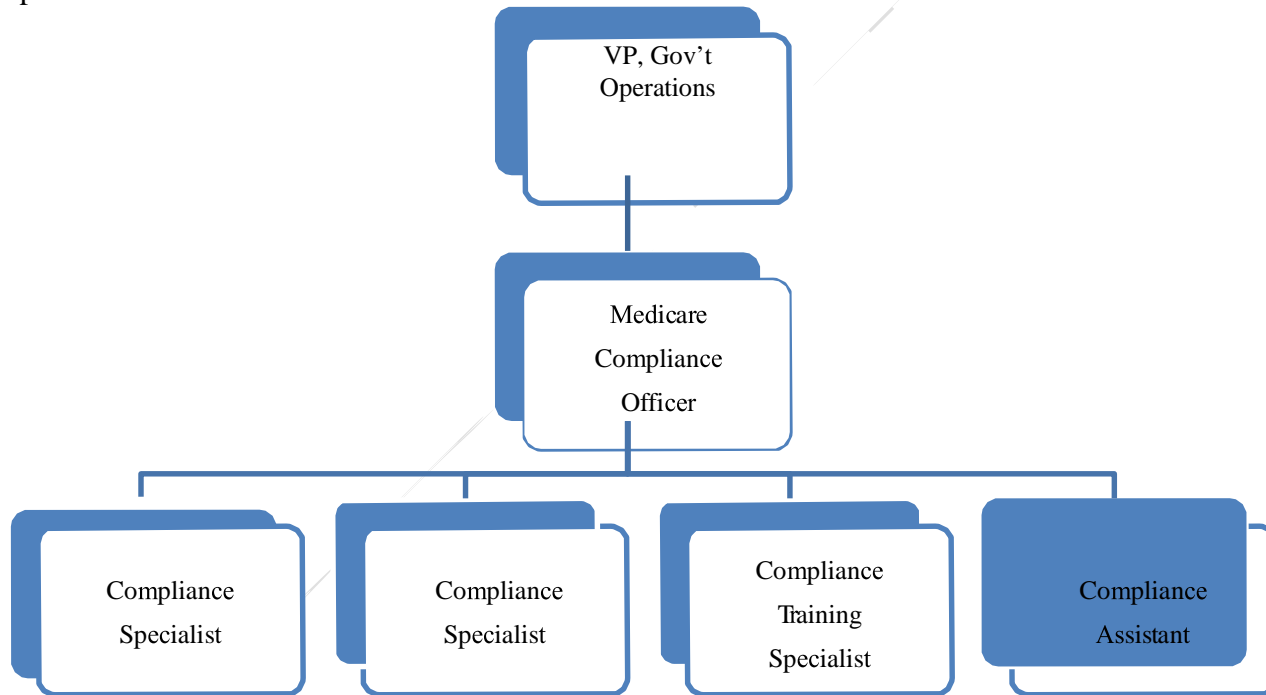 VP, Gov’t
Operations
Medicare
Compliance
Officer
Compliance
Specialist
Compliance
Specialist
Compliance
Training
Specialist
Compliance
Assistant